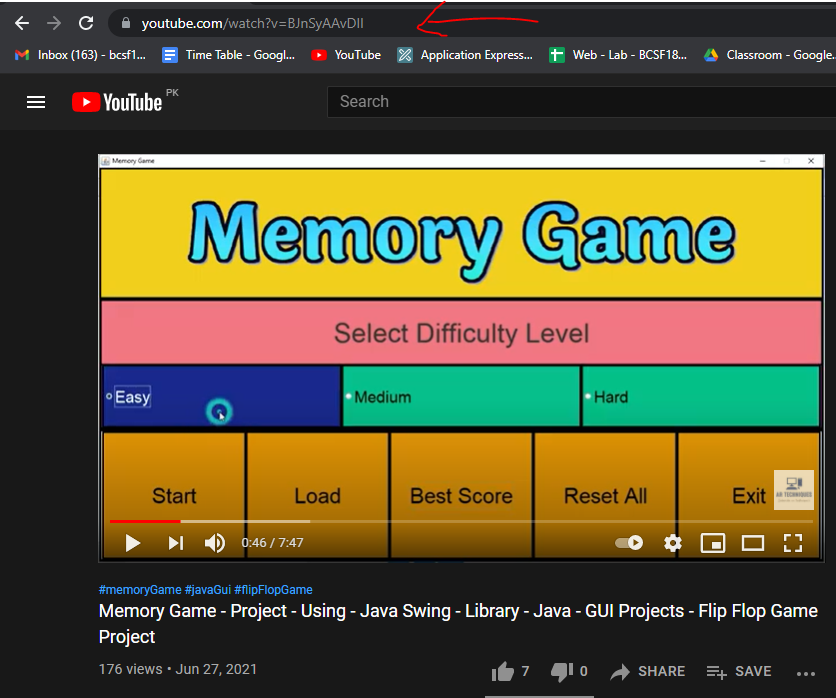 youtube.com/watch?v=BJnSyAAvDII
Inbox (163) - bcsf1... Time Table - Googl... YouTube Application Express... Web - Lab - BCSF18... Classroom - Google...
YouTube PK
Search
Memory Game
Memory Game
Select Difficulty Level
Easy Medium Hard
Start Load Best Score Reset All Exit
AB TECHNIQUES
0:46 / 7:47
#memoryGame #javaGui #flipFlopGame
Memory Game - Project - Using - Java Swing - Library - Java - GUI Projects - Flip Flop Game
Project
176 views • Jun 27, 2021
7 0 SHARE SAVE